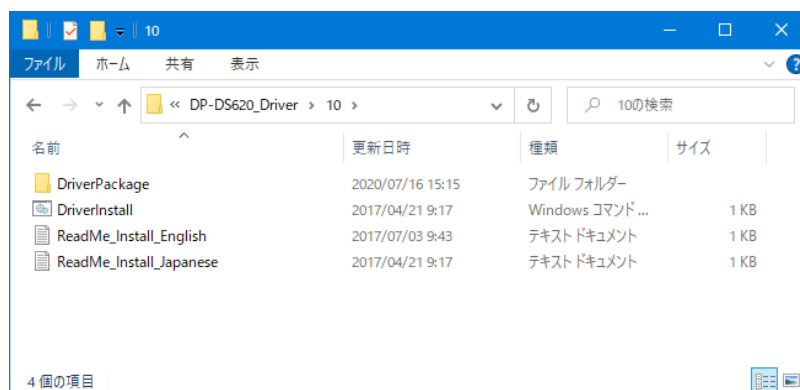 10
ファイル ホーム 共有 表示
« DP-DS620_Driver › 10 › 10の検索
名前 更新日時 種類 サイズ
DriverPackage 2020/07/16 15:15 ファイル フォルダー
DriverInstall 2017/04/21 9:17 Windows コマンド ... 1 KB
ReadMe_Install_English 2017/07/03 9:43 テキスト ドキュメント 1 KB
ReadMe_Install_Japanese 2017/04/21 9:17 テキスト ドキュメント 1 KB
4 個の項目